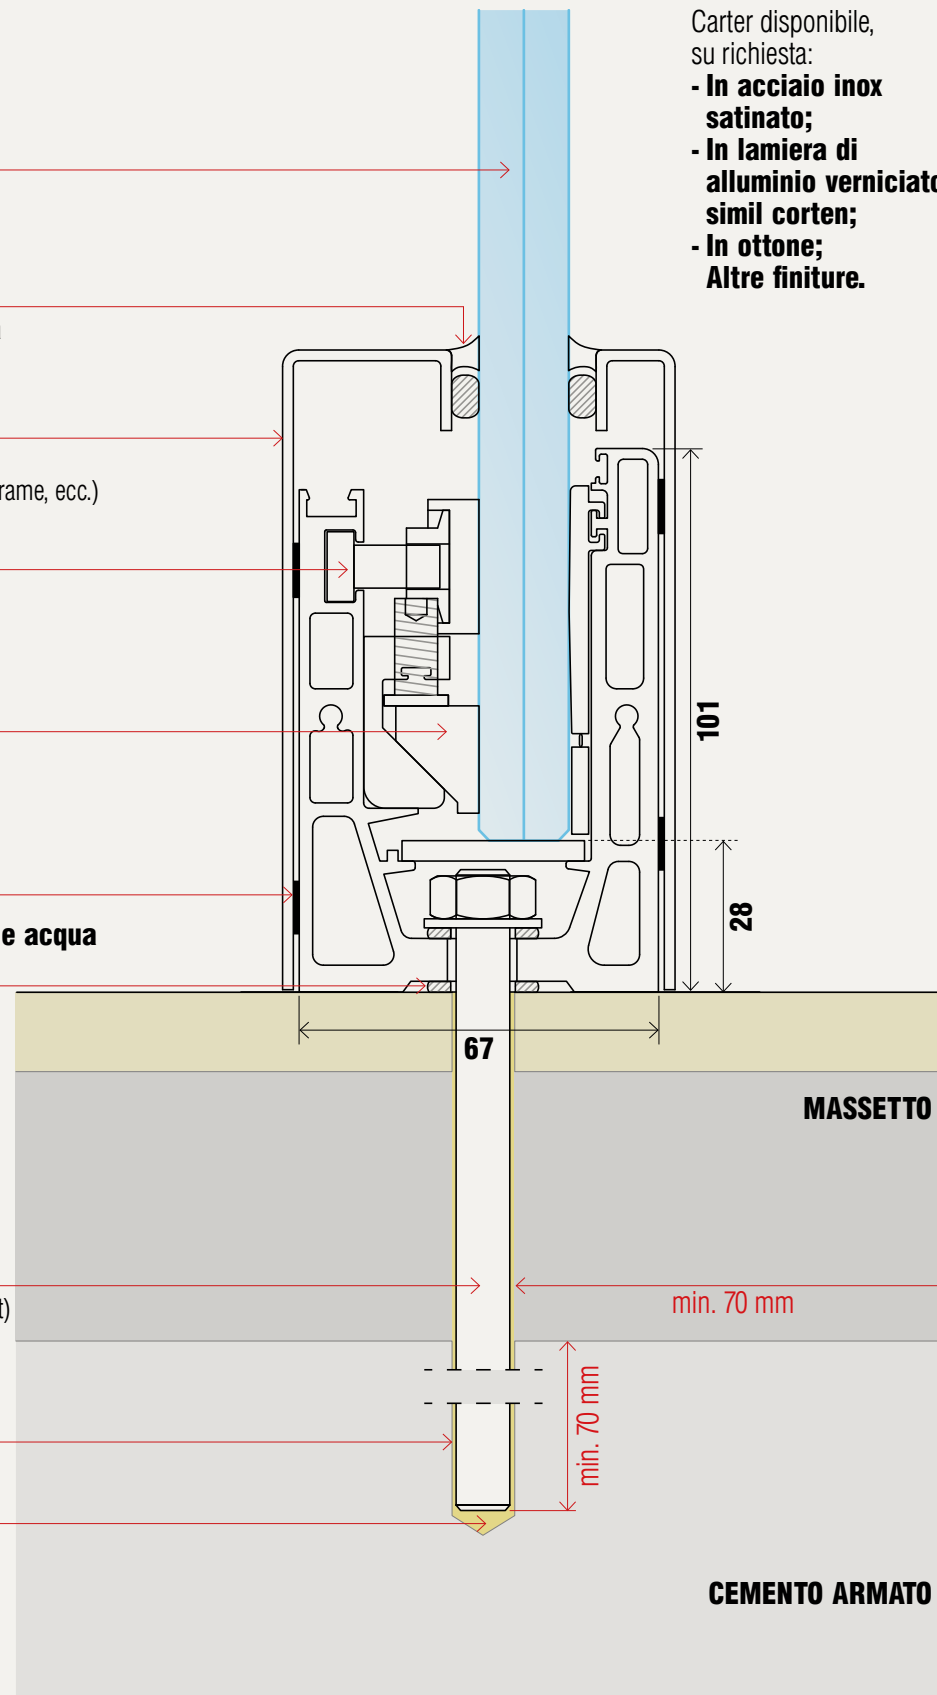 Carter disponibile,
su richiesta:
- In acciaio inox
satinato;
- In lamiera di
alluminio verniciato
simil corten;
- In ottone;
Altre finiture.
rame, ecc.)
101
28
e acqua
67
MASSETTO
min. 70 mm
t)
min. 70 mm
CEMENTO ARMATO